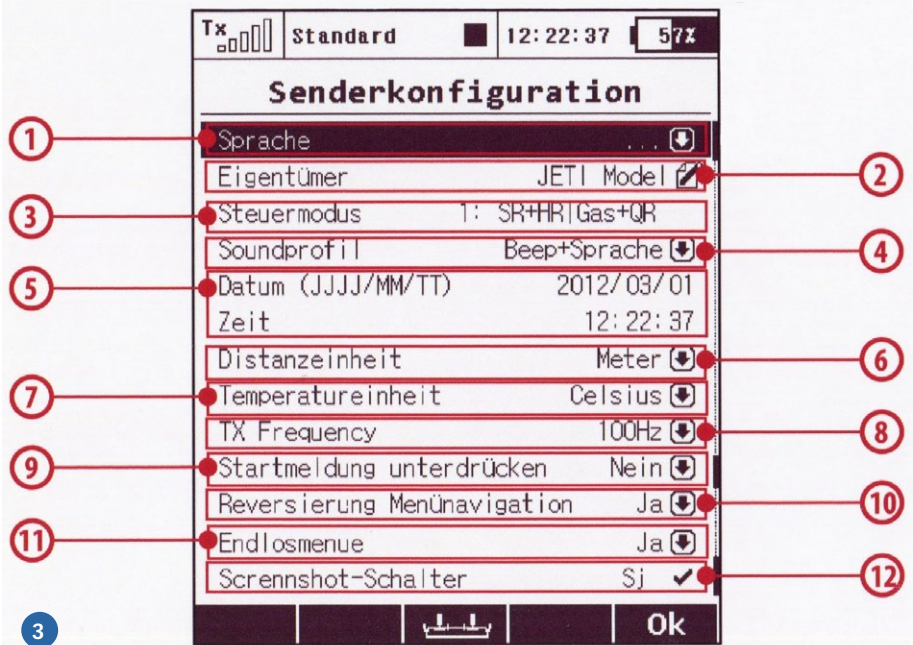 Tx Standard 12:22:37 57%
Senderkonfiguration
1 Sprache ...
Eigentümer JETI Model 2
3 Steuermodus 1: SR+HR|Gas+QR
Soundprofil Beep+Sprache 4
5 Datum (JJJJ/MM/TT) 2012/03/01
Zeit 12:22:37
Distanzeinheit Meter 6
7 Temperatureinheit Celsius
TX Frequency 100Hz 8
9 Startmeldung unterdrücken Nein
Reversierung Menünavigation Ja 10
11 Endlosmenue Ja
Scrennshot-Schalter Sj 12
3 Ok